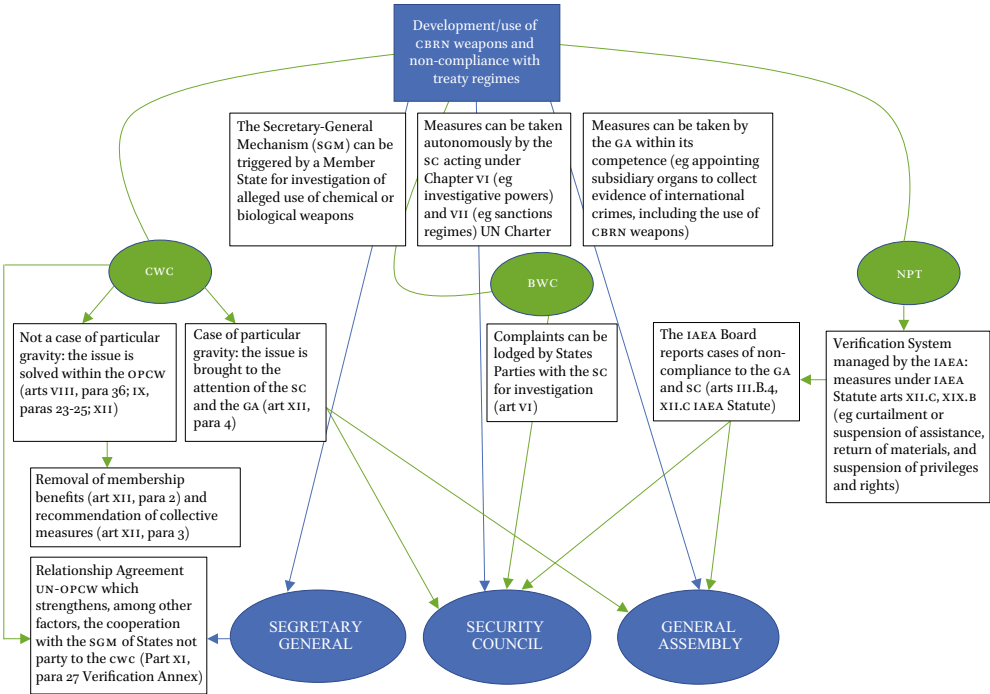 Development/use of
CBRN weapons and
non-compliance with
treaty regimes
The Secretary-General
Mechanism (SGM) can be
triggered by a Member
State for investigation of
alleged use of chemical or
biological weapons
Measures can be taken
autonomously by the
SC acting under
Chapter VI (eg
investigative powers)
and VII (eg sanctions
regimes) UN Charter
Measures can be taken by
the GA within its
competence (eg appointing
subsidiary organs to collect
evidence of international
crimes, including the use of
CBRN weapons)
CWC
BWC
NPT
Not a case of particular
gravity: the issue is
solved within the OPCW
(arts VIII, para 36; IX,
paras 23-25; XII)
Case of particular
gravity: the issue is
brought to the
attention of the SC
and the GA (art XII,
para 4)
Complaints can be
lodged by States
Parties with the SC
for investigation
(art VI)
The IAEA Board
reports cases of non-
compliance to the GA
and SC (arts III.B.4,
XII.C IAEA Statute)
Verification System
managed by the IAEA:
measures under IAEA
Statute arts XII.C, XIX.B
(eg curtailment or
suspension of assistance,
return of materials, and
suspension of privileges
and rights)
Removal of membership
benefits (art XII, para 2) and
recommendation of collective
measures (art XII, para 3)
Relationship Agreement
UN-OPCW which
strengthens, among other
factors, the cooperation
with the SGM of States not
party to the CWC (Part XI,
para 27 Verification Annex)
SEGRETARY
GENERAL
SECURITY
COUNCIL
GENERAL
ASSEMBLY